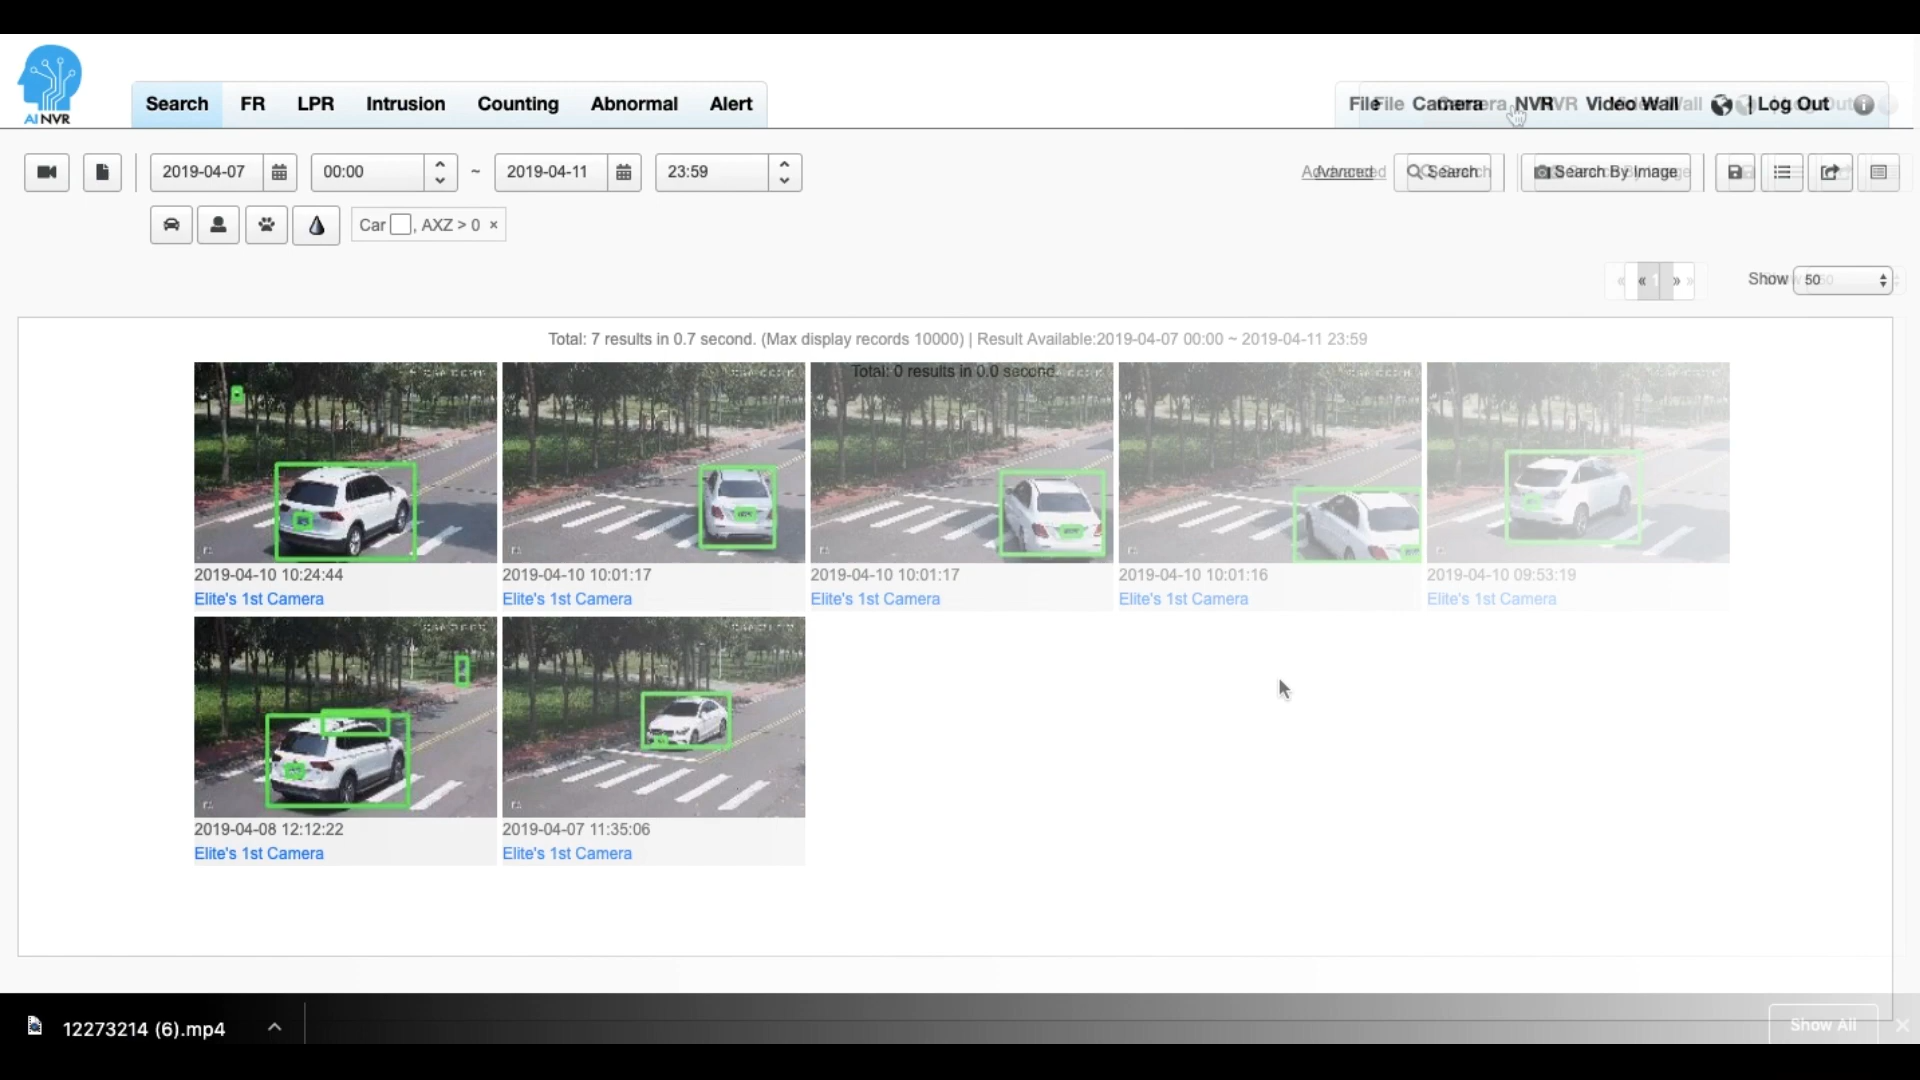 AI NVR
Search FR LPR Intrusion Counting Abnormal Alert
File Camera NVR Video Wall | Log Out
2019-04-07 00:00 ~ 2019-04-11 23:59
Advanced Search Search By Image
Car , AXZ > 0 ×
« 1 » Show 50
Total: 7 results in 0.7 second. (Max display records 10000) | Result Available:2019-04-07 00:00 ~ 2019-04-11 23:59
Total: 0 results in 0.0 second.
2019-04-10 10:24:44 2019-04-10 10:01:17 2019-04-10 10:01:17 2019-04-10 10:01:16 2019-04-10 09:53:19
Elite's 1st Camera Elite's 1st Camera Elite's 1st Camera Elite's 1st Camera Elite's 1st Camera
2019-04-08 12:12:22 2019-04-07 11:35:06
Elite's 1st Camera Elite's 1st Camera
12273214 (6).mp4 Show All